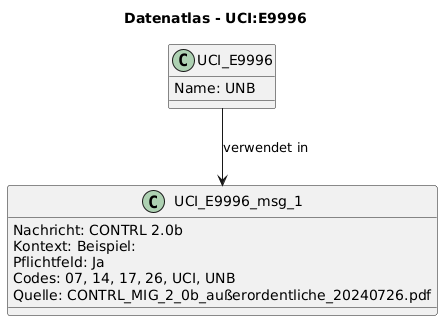 Datenatlas - UCI:E9996
C UCI_E9996
Name: UNB
verwendet in
C UCI_E9996_msg_1
Nachricht: CONTRL 2.0b
Kontext: Beispiel:
Pflichtfeld: Ja
Codes: 07, 14, 17, 26, UCI, UNB
Quelle: CONTRL_MIG_2_0b_außerordentliche_20240726.pdf